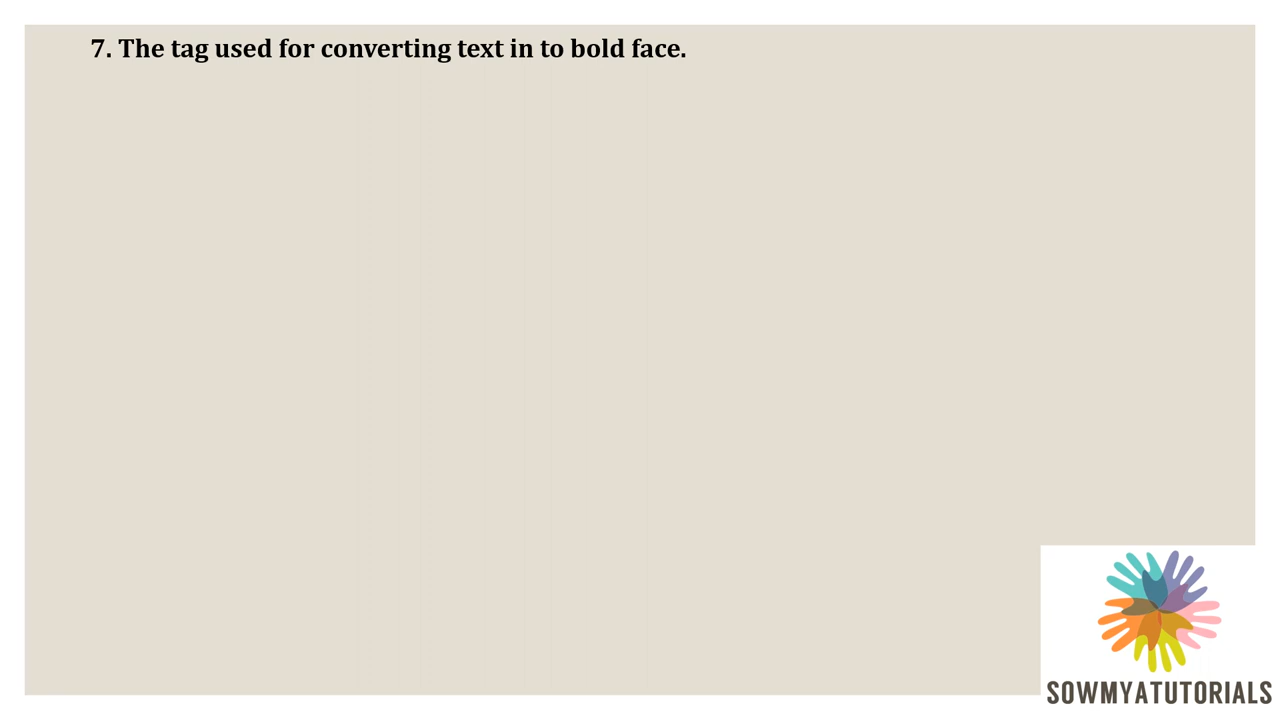 7. The tag used for converting text in to bold face.
SOWMYATUTORIALS